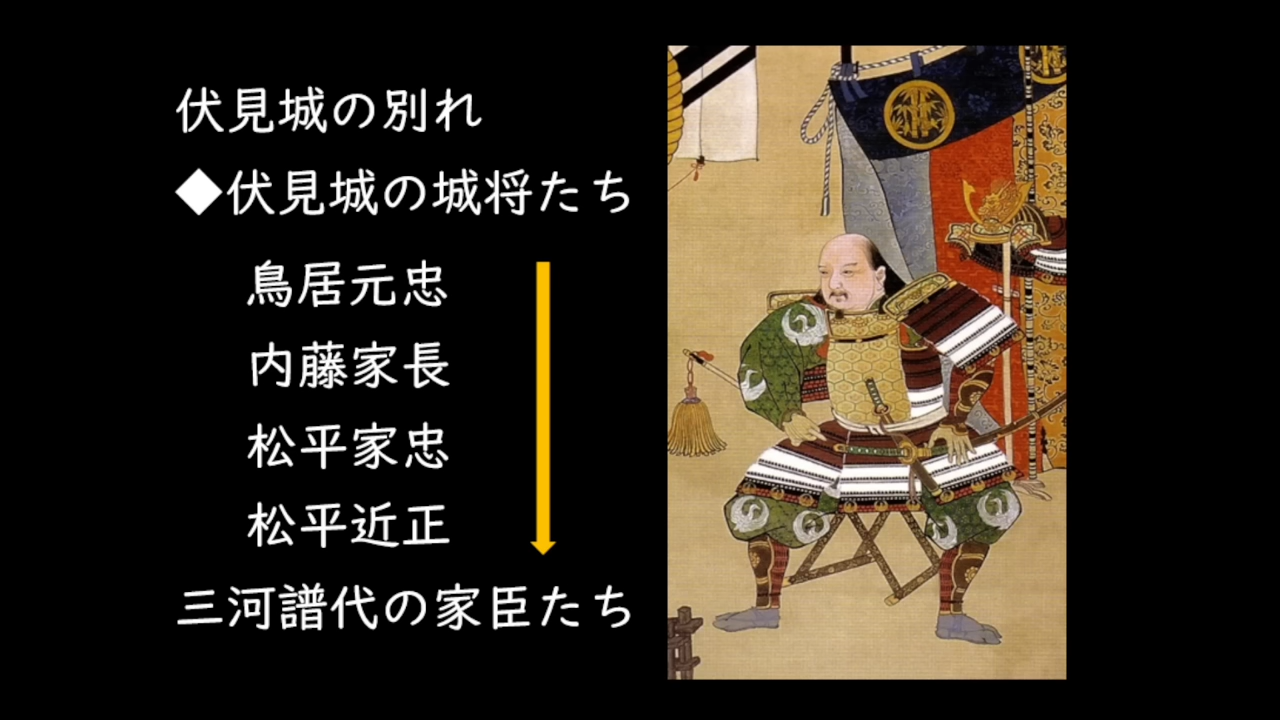 伏見城の別れ
◆伏見城の城将たち
鳥居元忠
内藤家長
松平家忠
松平近正
三河譜代の家臣たち